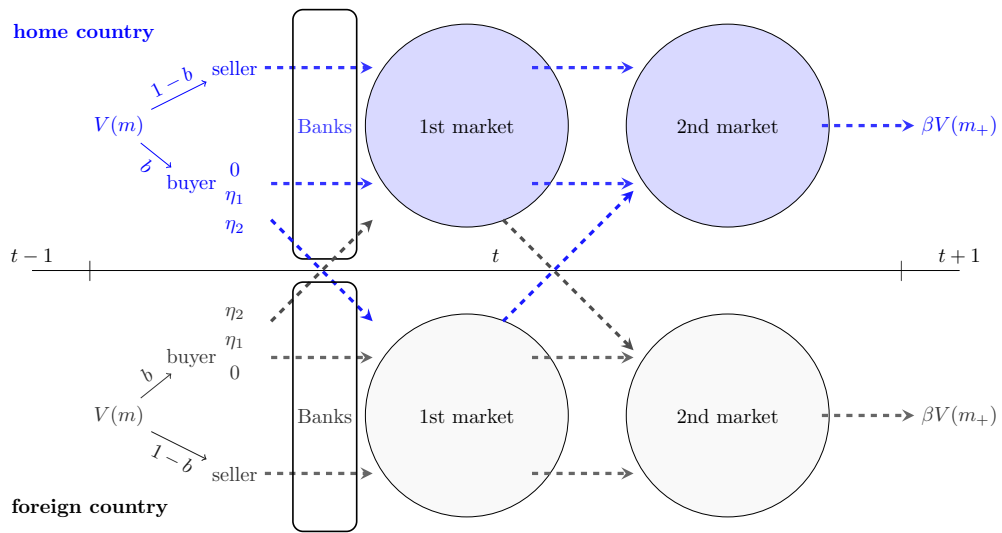 home country
1 − b
seller
V(m)
Banks
1st market
2nd market
βV(m₊)
b
buyer
0
η₁
η₂
t − 1
t
t + 1
η₂
η₁
buyer
0
b
V(m)
Banks
1st market
2nd market
βV(m₊)
1−b
seller
foreign country